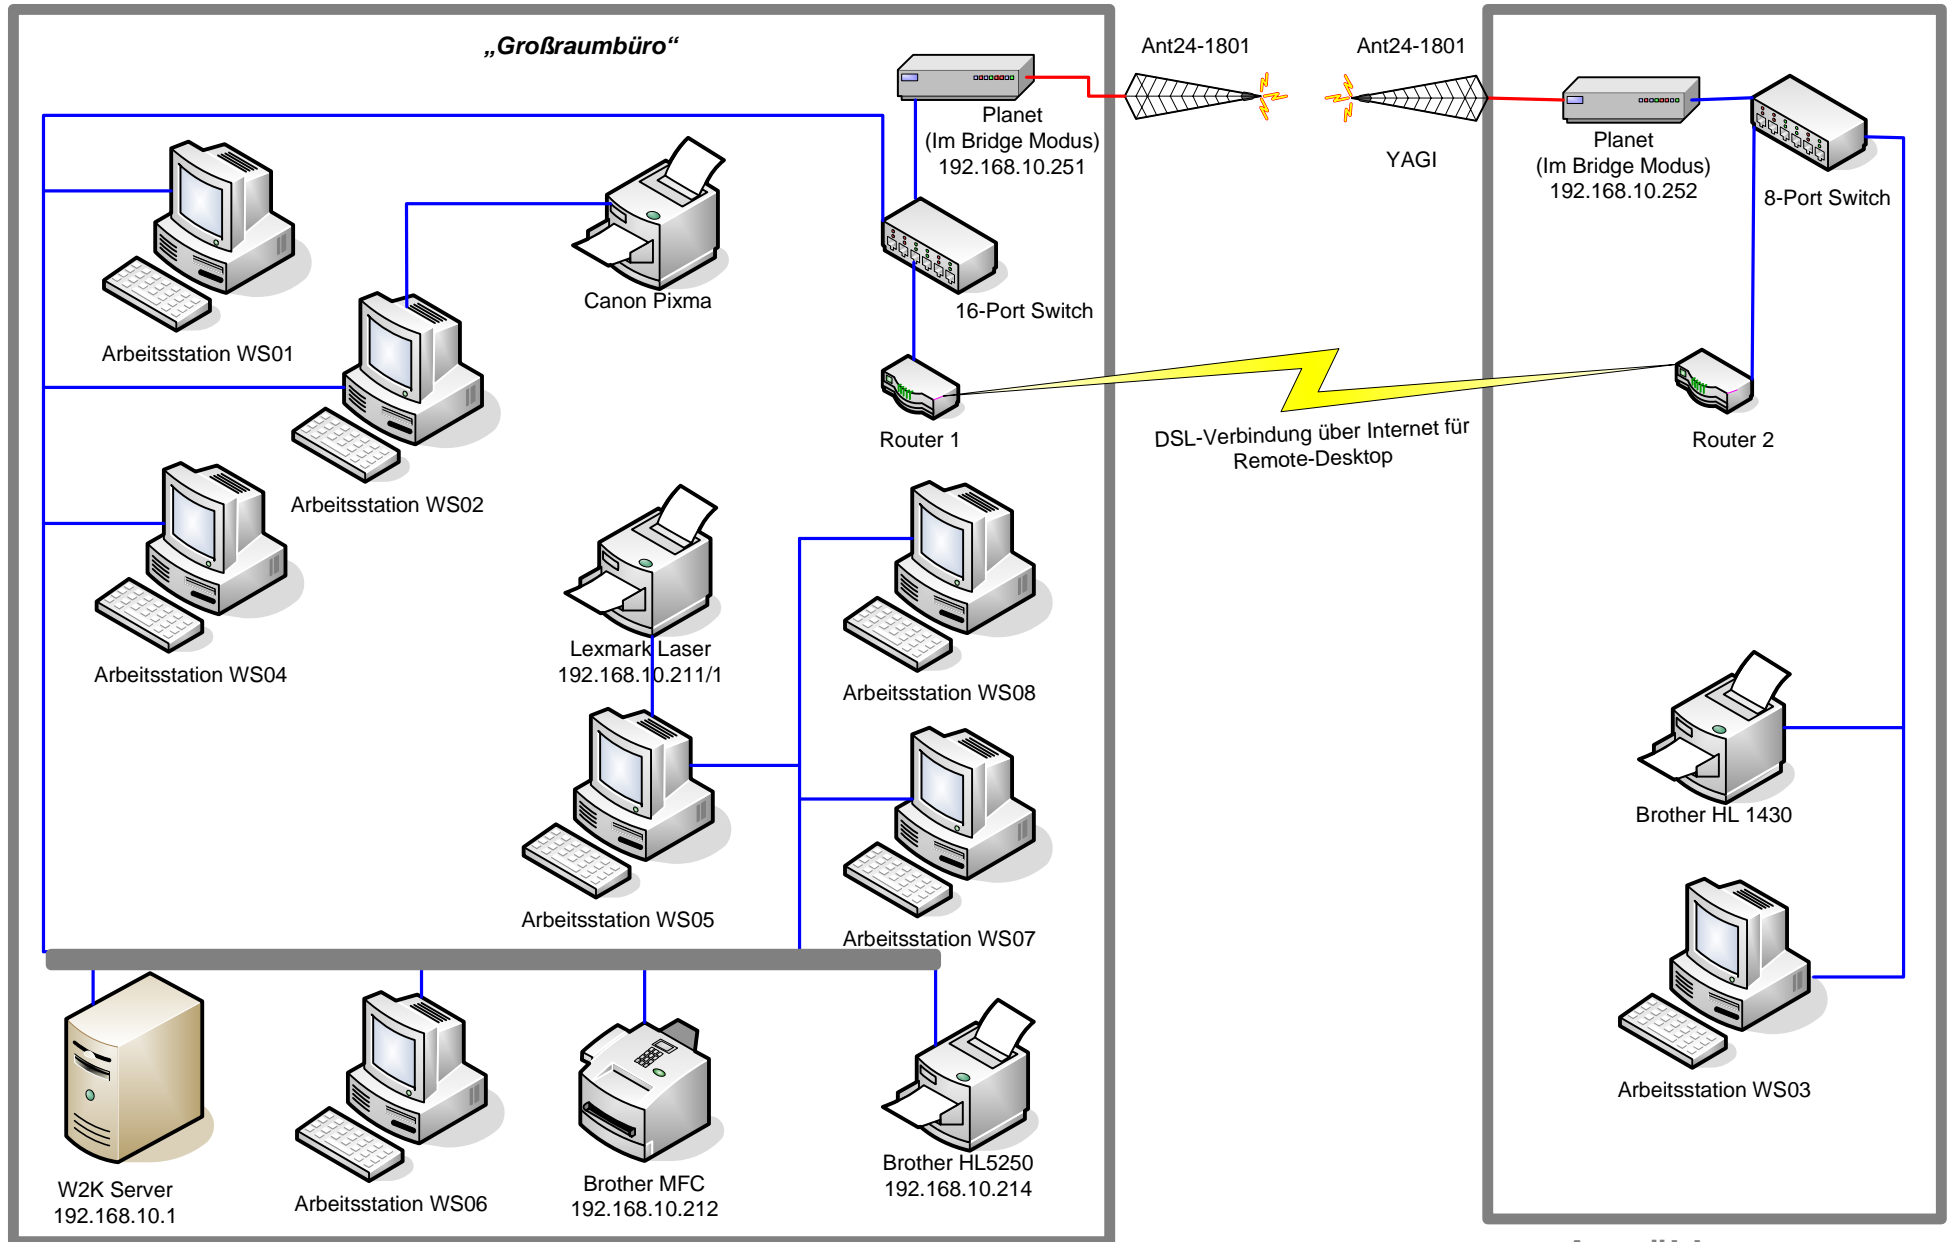 „Großraumbüro“
Ant24-1801
Ant24-1801
Planet
(Im Bridge Modus)
192.168.10.251
YAGI
Planet
(Im Bridge Modus)
192.168.10.252
8-Port Switch
Canon Pixma
16-Port Switch
Arbeitsstation WS01
Router 1
DSL-Verbindung über Internet für
Remote-Desktop
Router 2
Arbeitsstation WS02
Lexmark Laser
192.168.10.211/1
Arbeitsstation WS04
Arbeitsstation WS08
Brother HL 1430
Arbeitsstation WS05
Arbeitsstation WS07
Arbeitsstation WS03
W2K Server
192.168.10.1
Arbeitsstation WS06
Brother MFC
192.168.10.212
Brother HL5250
192.168.10.214